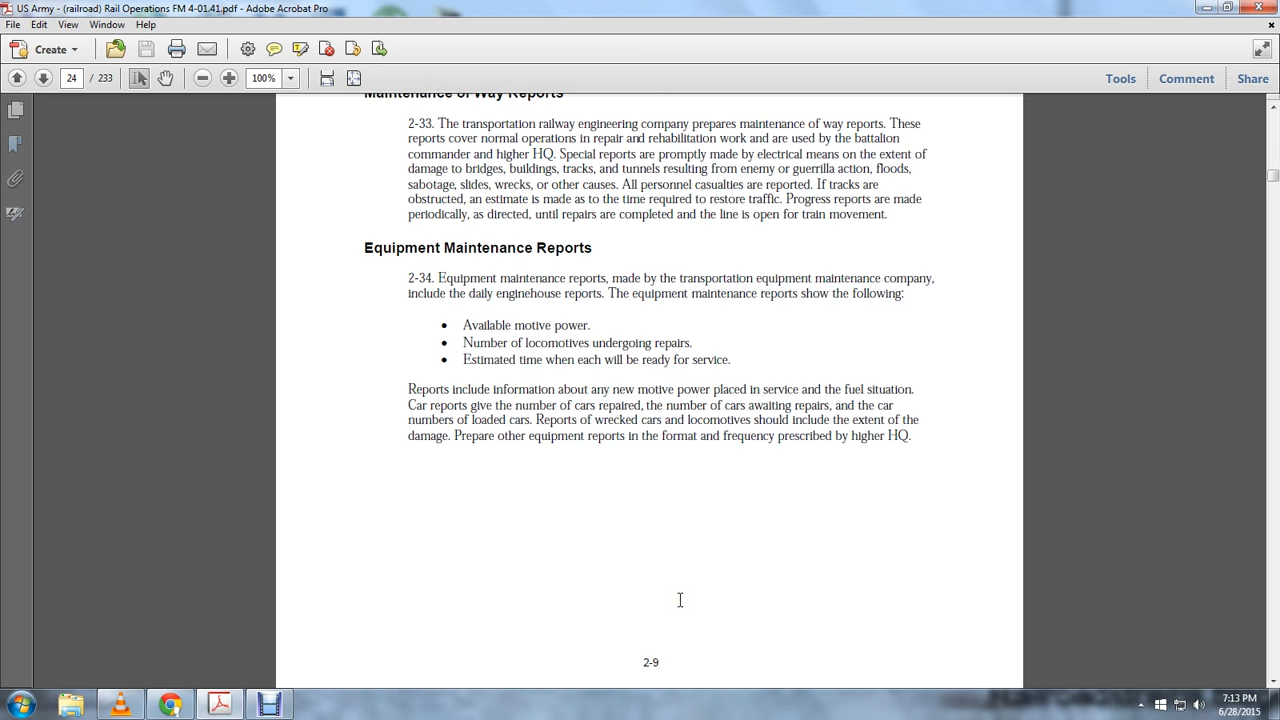 US Army - (railroad) Rail Operations FM 4-01.41.pdf - Adobe Acrobat Pro
File Edit View Window Help
Create
24 / 233 100% Tools Comment Share
Maintenance of Way Reports
2-33. The transportation railway engineering company prepares maintenance of way reports. These
reports cover normal operations in repair and rehabilitation work and are used by the battalion
commander and higher HQ. Special reports are promptly made by electrical means on the extent of
damage to bridges, buildings, tracks, and tunnels resulting from enemy or guerrilla action, floods,
sabotage, slides, wrecks, or other causes. All personnel casualties are reported. If tracks are
obstructed, an estimate is made as to the time required to restore traffic. Progress reports are made
periodically, as directed, until repairs are completed and the line is open for train movement.
Equipment Maintenance Reports
2-34. Equipment maintenance reports, made by the transportation equipment maintenance company,
include the daily enginehouse reports. The equipment maintenance reports show the following:
• Available motive power.
• Number of locomotives undergoing repairs.
• Estimated time when each will be ready for service.
Reports include information about any new motive power placed in service and the fuel situation.
Car reports give the number of cars repaired, the number of cars awaiting repairs, and the car
numbers of loaded cars. Reports of wrecked cars and locomotives should include the extent of the
damage. Prepare other equipment reports in the format and frequency prescribed by higher HQ.
2-9
7:13 PM
6/28/2015